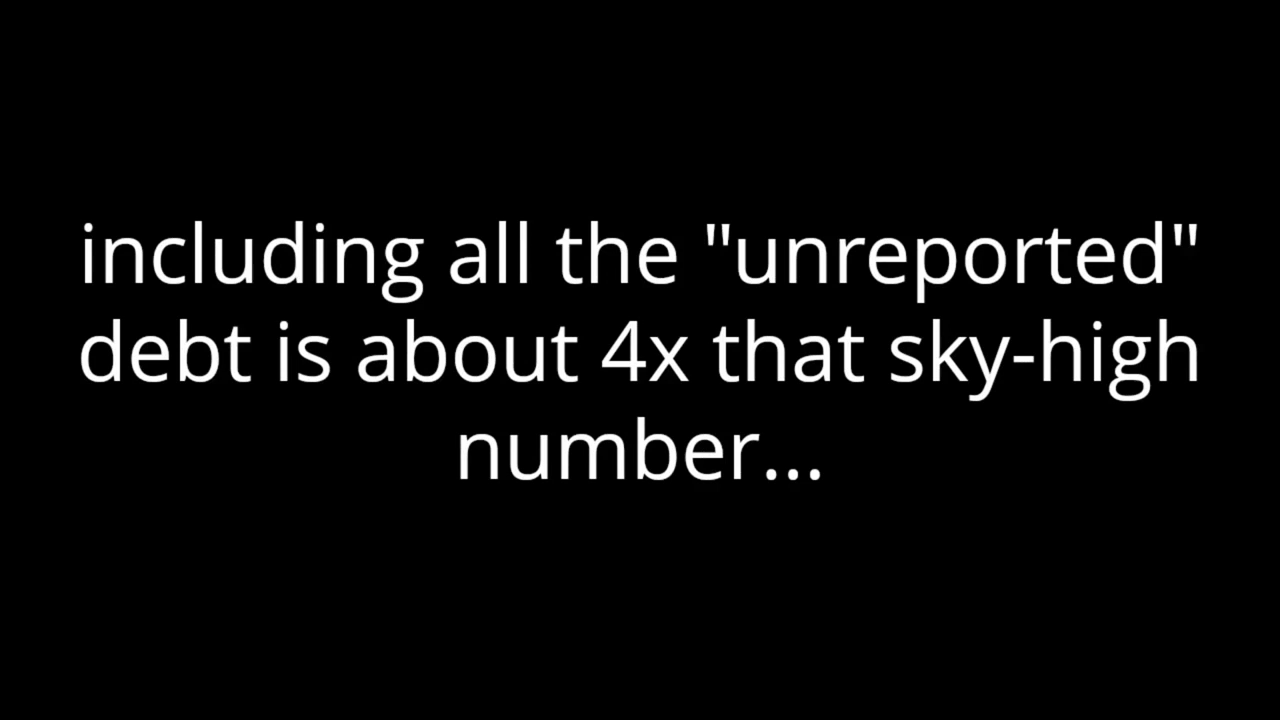 including all the "unreported"
debt is about 4x that sky-high
number...